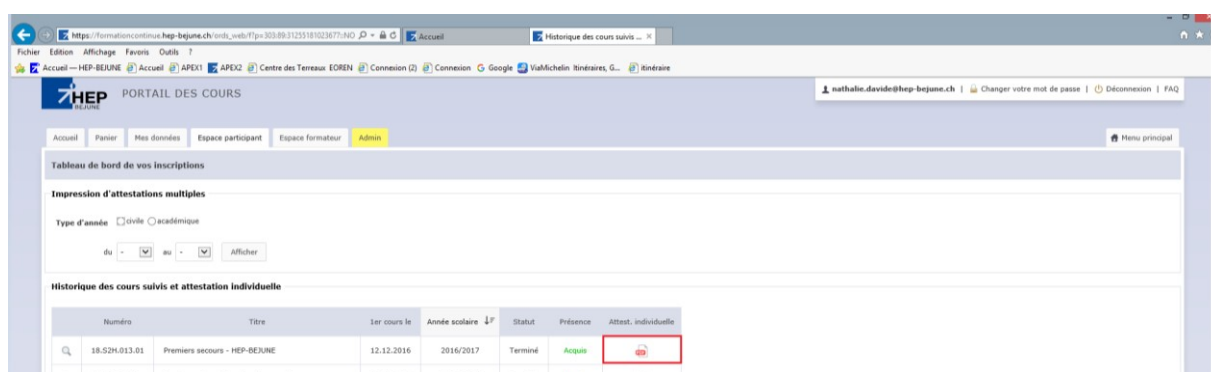 https://formationcontinue.hep-bejune.ch/ords_web/f?p=303:89:31255181023677::NO
Accueil
Historique des cours suivis ...
Fichier Edition Affichage Favoris Outils ?
Accueil — HEP-BEJUNE Accueil APEX1 APEX2 Centre des Terreaux EOREN Connexion (2) Connexion Google ViaMichelin Itinéraires, G... itinéraire
HEP BEJUNE PORTAIL DES COURS
nathalie.davide@hep-bejune.ch | Changer votre mot de passe | Déconnexion | FAQ
Accueil Panier Mes données Espace participant Espace formateur Admin Menu principal
Tableau de bord de vos inscriptions
Impression d'attestations multiples
Type d'année civile académique
du - au - Afficher
Historique des cours suivis et attestation individuelle
Numéro Titre 1er cours le Année scolaire Statut Présence Attest. individuelle
18.S2H.013.01 Premiers secours - HEP-BEJUNE 12.12.2016 2016/2017 Terminé Acquis